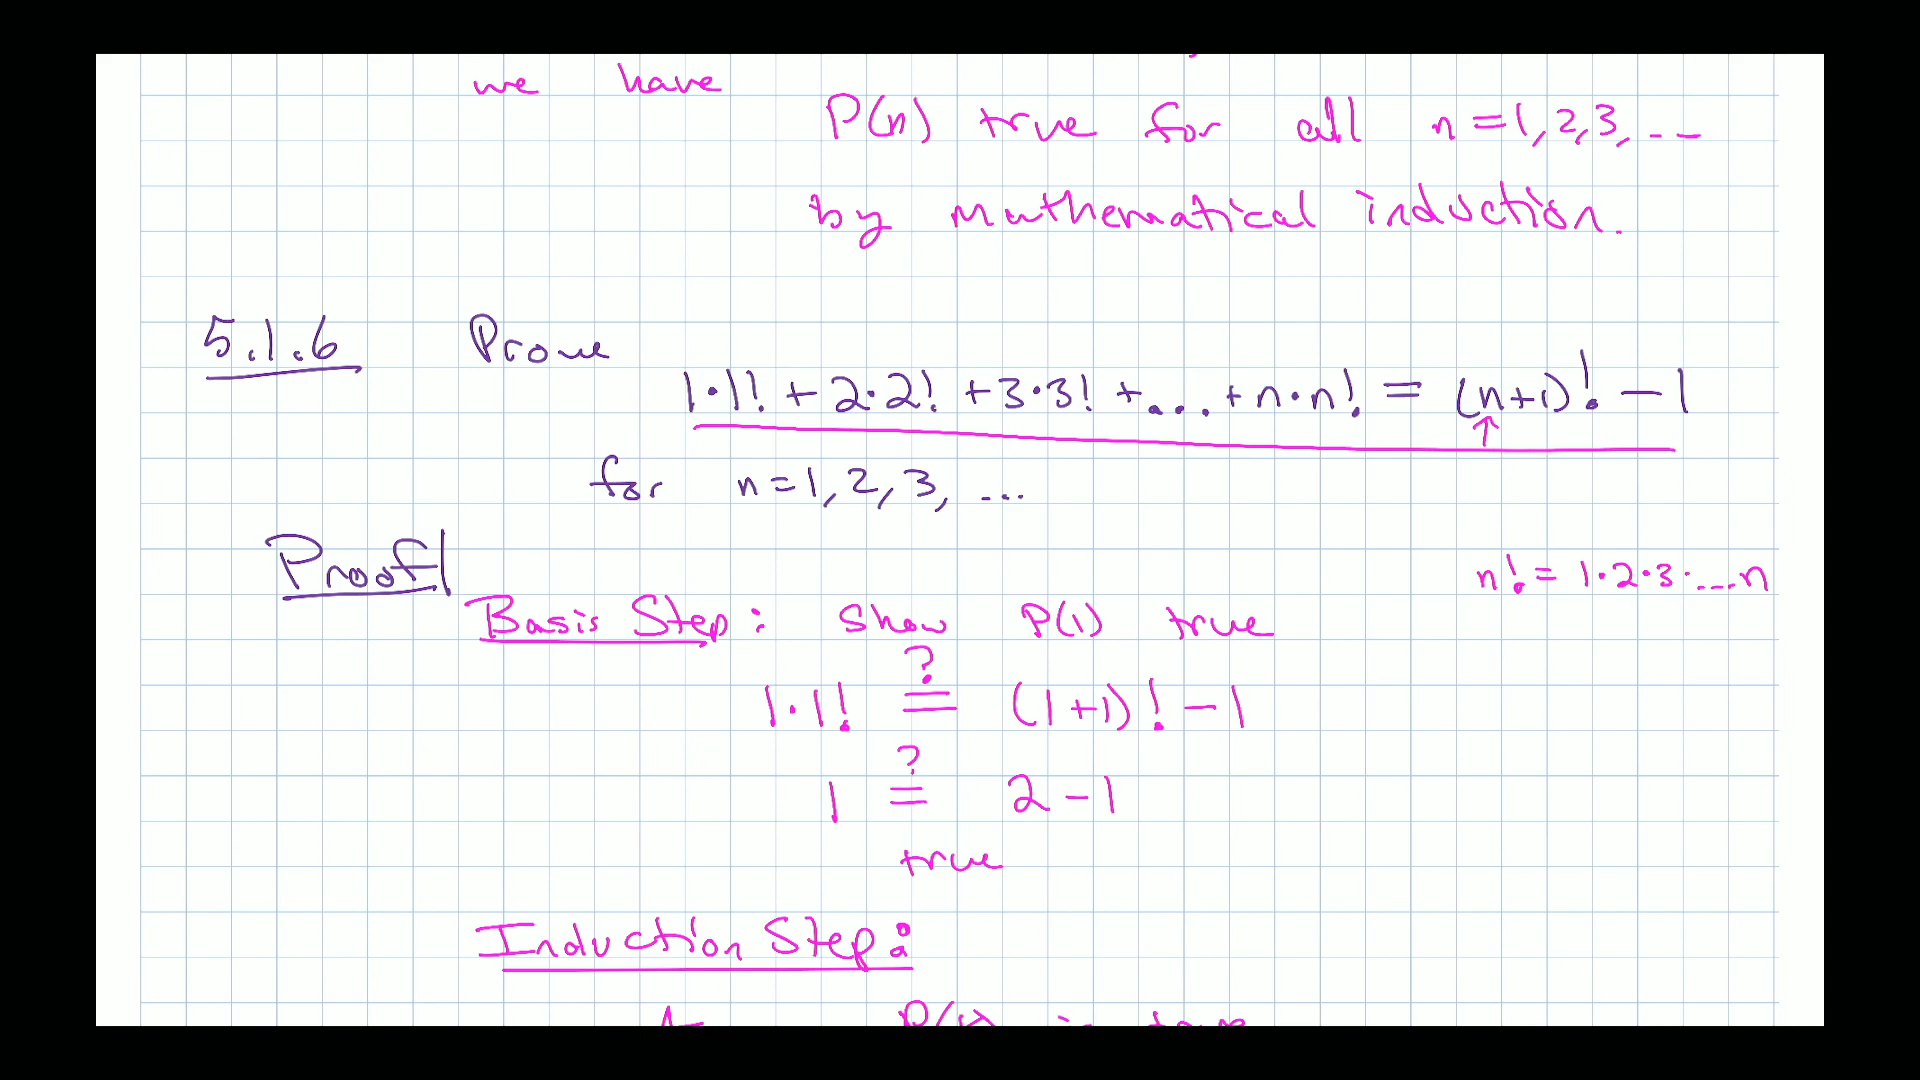 we have
P(n) true for all n=1,2,3,...
by mathematical induction.
5.1.6 Prove
1·1! + 2·2! +3·3! +... +n·n! = (n+1)! -1
for n=1,2,3, ...
Proof|
n! = 1·2·3·...n
Basis Step: Show P(1) true
?
1·1! = (1+1)! -1
?
1 = 2-1
true
Induction Step: